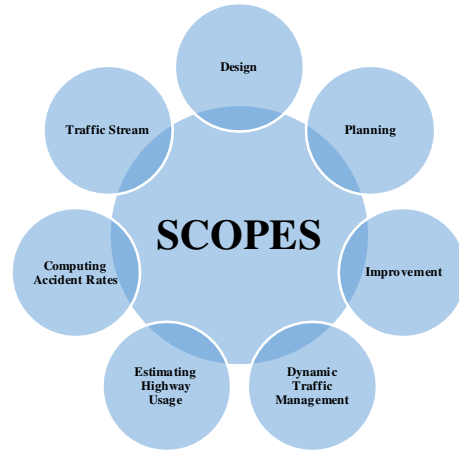 Design
Planning
Improvement
Dynamic
Traffic
Management
Estimating
Highway
Usage
Computing
Accident Rates
Traffic Stream
SCOPES